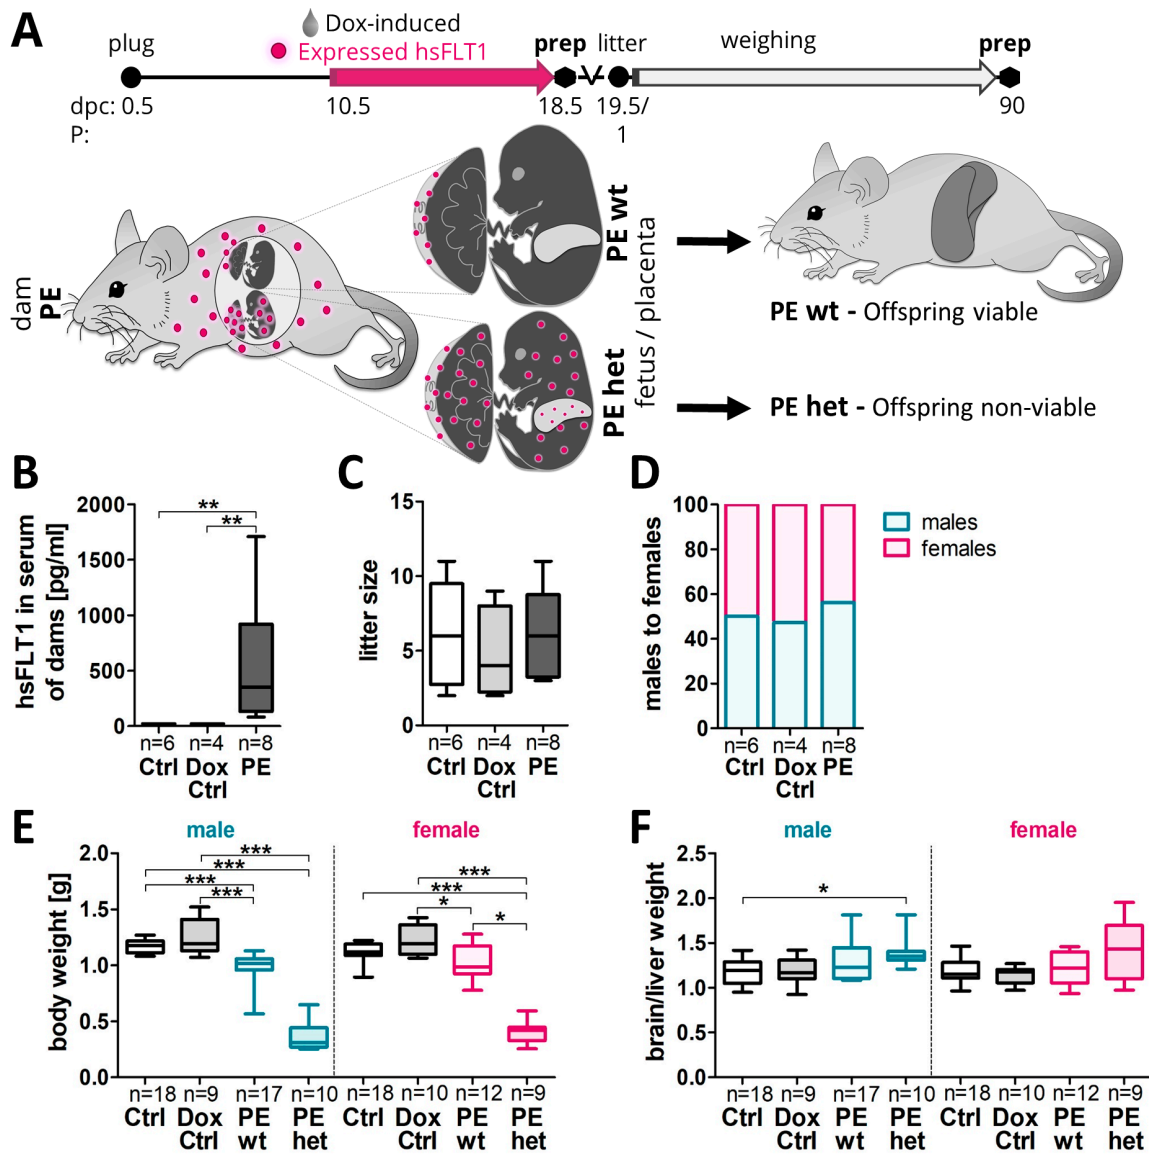 A
Dox-induced
Expressed hsFLT1
plug
prep
litter
weighing
prep
dpc: 0.5
10.5
18.5
19.5/
90
P:
1
dam
PE
PE wt
PE het
fetus / placenta
PE wt - Offspring viable
PE het - Offspring non-viable
B
hsFLT1 in serum
of dams [pg/ml]
2000
1500
1000
500
0
**
**
n=6
n=4
n=8
Ctrl
Dox
Ctrl
PE
C
litter size
15
10
5
0
n=6
n=4
n=8
Ctrl
Dox
Ctrl
PE
D
males to females
100
80
60
40
20
0
n=6
n=4
n=8
Ctrl
Dox
Ctrl
PE
males
females
E
male
female
body weight [g]
2.0
1.5
1.0
0.5
0.0
***
***
***
***
***
***
*
*
n=18
n=9
n=17
n=10
n=18
n=10
n=12
n=9
Ctrl
Dox
Ctrl
PE
wt
PE
het
Ctrl
Dox
Ctrl
PE
wt
PE
het
F
male
female
brain/liver weight
2.5
2.0
1.5
1.0
0.5
0.0
*
n=18
n=9
n=17
n=10
n=18
n=10
n=12
n=9
Ctrl
Dox
Ctrl
PE
wt
PE
het
Ctrl
Dox
Ctrl
PE
wt
PE
het